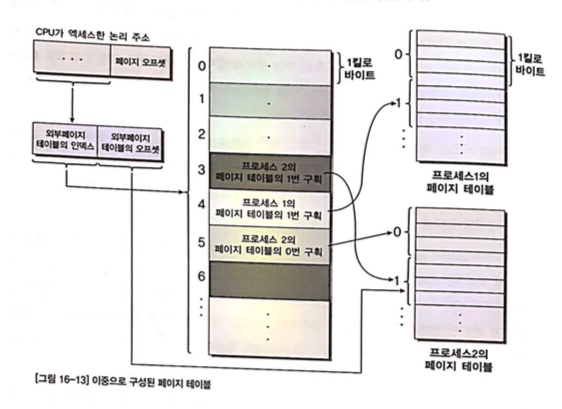 CPU가 엑세스한 논리 주소
· · ·
페이지 오프셋
외부페이지
테이블의 인덱스
외부페이지
테이블의 오프셋
0
1킬로
바이트
1
2
3
프로세스 2의
페이지 테이블의 1번 구획
4
프로세스 1의
페이지 테이블의 1번 구획
5
프로세스 2의
페이지 테이블의 0번 구획
6
0
1킬로
바이트
1
프로세스1의
페이지 테이블
0
1
프로세스2의
페이지 테이블
[그림 16-13] 이중으로 구성된 페이지 테이블